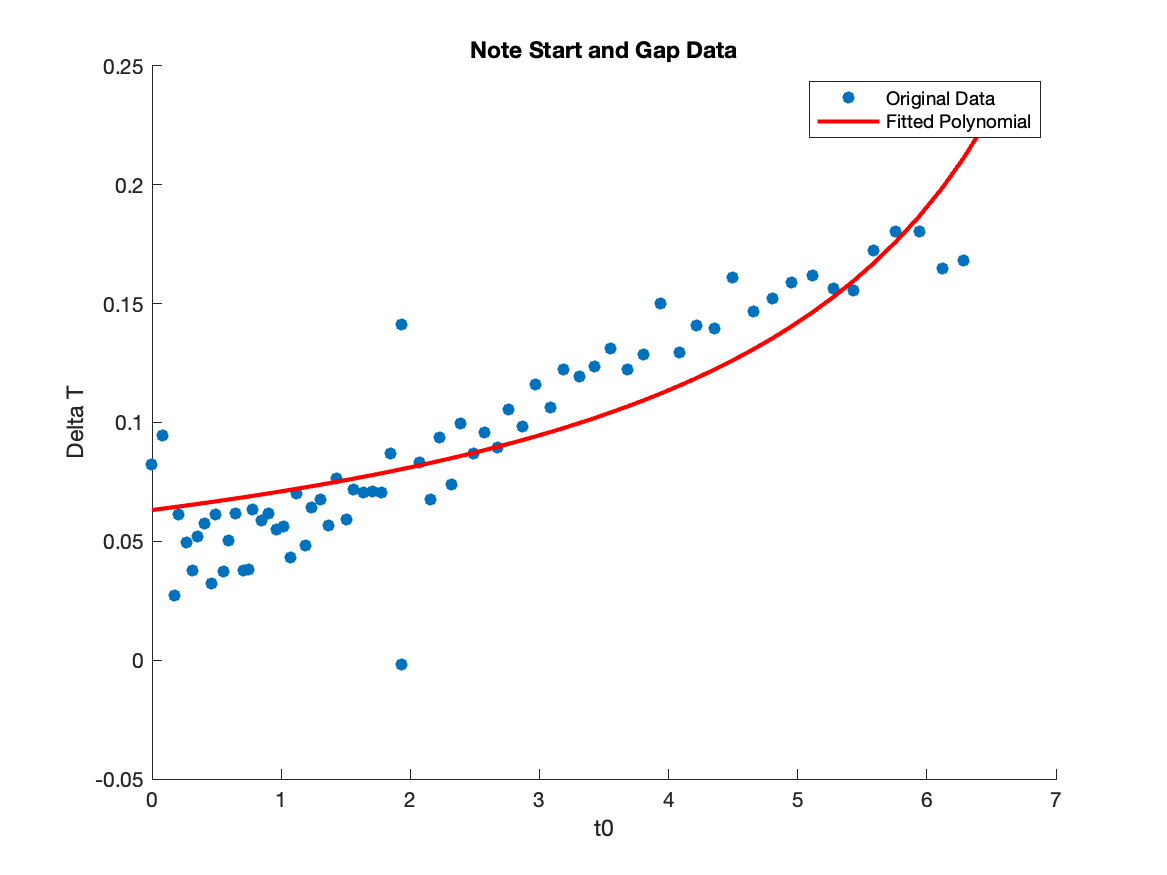 Note Start and Gap Data
Original Data
Fitted Polynomial
0.25
0.2
0.15
0.1
0.05
0
-0.05
Delta T
0 1 2 3 4 5 6 7
t0